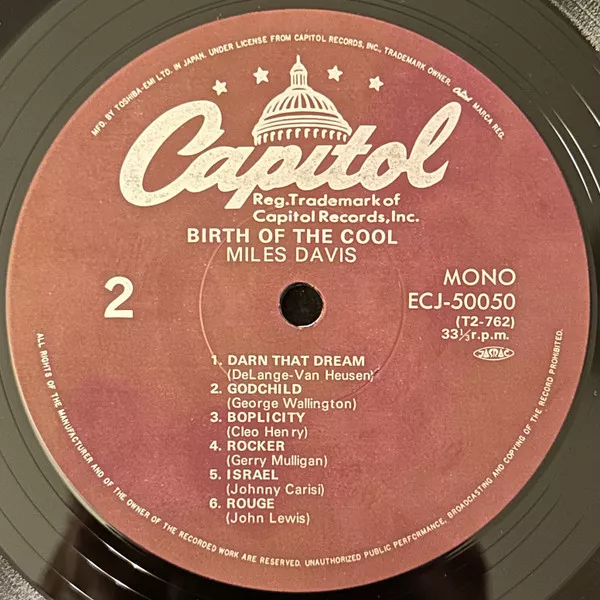 MFD. BY TOSHIBA-EMI LTD. IN JAPAN. UNDER LICENSE FROM CAPITOL RECORDS, INC., TRADEMARK OWNER. Capitol MARCA REG.
Capitol
Reg.Trademark of
Capitol Records,Inc.
BIRTH OF THE COOL
MILES DAVIS
2
MONO
ECJ-50050
(T2-762)
33⅓r.p.m.
JASRAC
1. DARN THAT DREAM
(DeLange-Van Heusen)
2. GODCHILD
(George Wallington)
3. BOPLICITY
(Cleo Henry)
4. ROCKER
(Gerry Mulligan)
5. ISRAEL
(Johnny Carisi)
6. ROUGE
(John Lewis)
ALL RIGHTS OF THE MANUFACTURER AND OF THE OWNER OF THE RECORDED WORK ARE RESERVED. UNAUTHORIZED PUBLIC PERFORMANCE, BROADCASTING AND COPYING OF THE RECORD PROHIBITED.